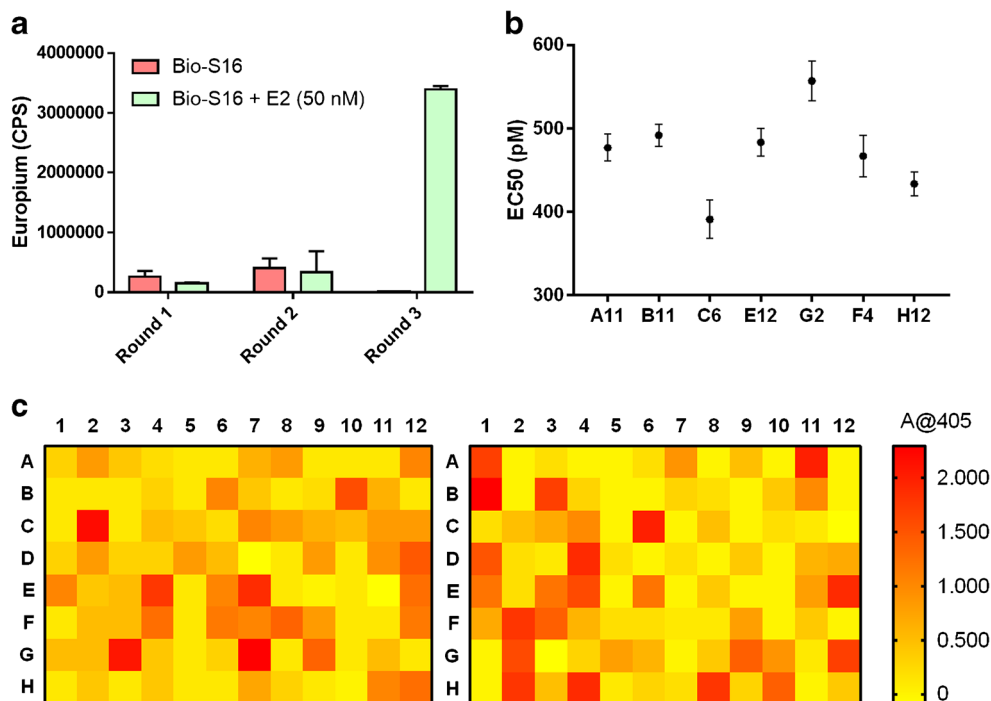 a
4000000
3000000
2000000
1000000
0
Europium (CPS)
Bio-S16
Bio-S16 + E2 (50 nM)
Round 1
Round 2
Round 3
b
600
500
400
300
EC50 (pM)
A11 B11 C6 E12 G2 F4 H12
c
1 2 3 4 5 6 7 8 9 10 11 12
A
B
C
D
E
F
G
H
1 2 3 4 5 6 7 8 9 10 11 12
A
B
C
D
E
F
G
H
A@405
2.000
1.500
1.000
0.500
0